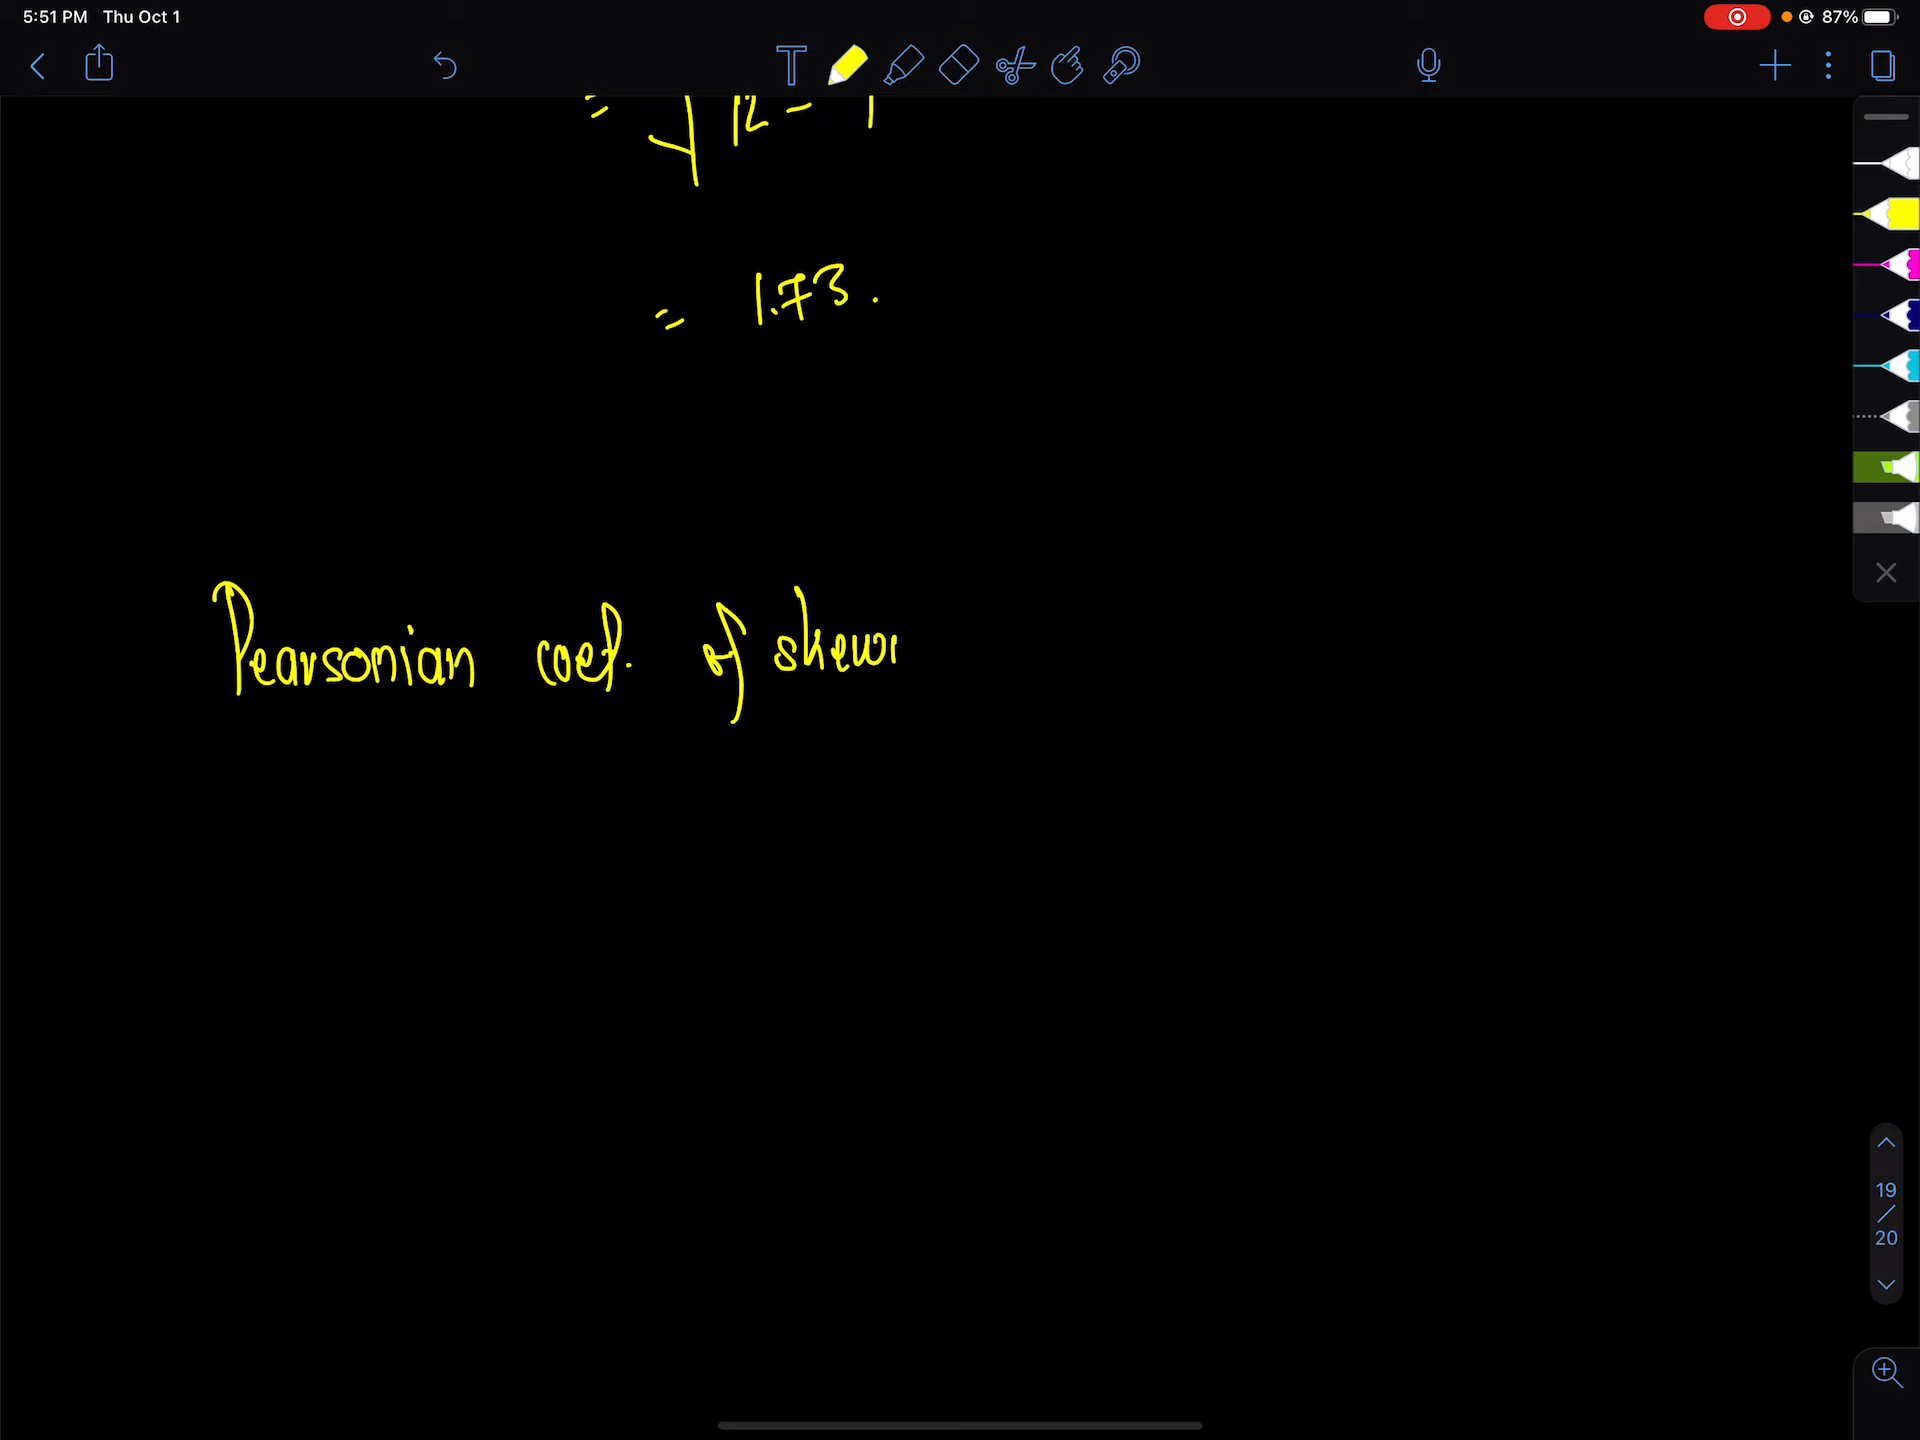 5:51 PM Thu Oct 1
87%
T
= 1.73.
Pearsonian coef. of skew
19
/
20